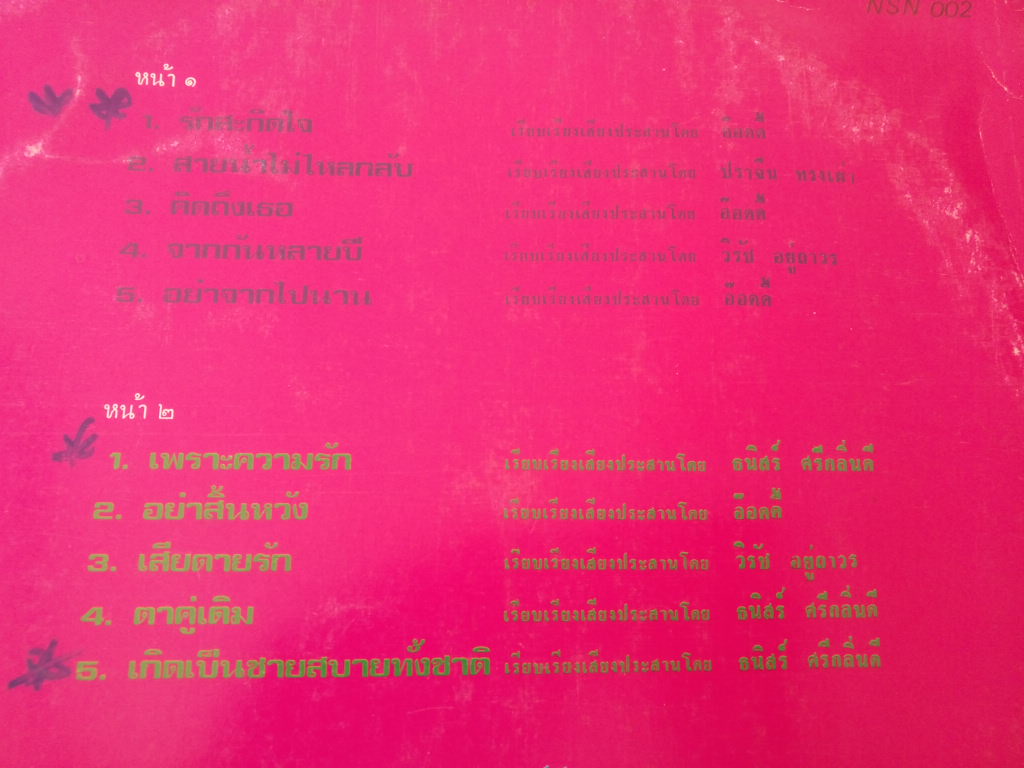 NSN 002
หน้า ๑
1. รักสะกิดใจ เรียบเรียงเสียงประสานโดย อ๊อดดี้
2. สายน้ำไม่ไหลกลับ เรียบเรียงเสียงประสานโดย ปราจีน ทรงเผ่า
3. คิดถึงเธอ เรียบเรียงเสียงประสานโดย อ๊อดดี้
4. จากกันหลายปี เรียบเรียงเสียงประสานโดย วิรัช อยู่ถาวร
5. อย่าจากไปนาน เรียบเรียงเสียงประสานโดย อ๊อดดี้
หน้า ๒
1. เพราะความรัก เรียบเรียงเสียงประสานโดย ธนิสร์ ศรีกลิ่นดี
2. อย่าสิ้นหวัง เรียบเรียงเสียงประสานโดย อ๊อดดี้
3. เสียดายรัก เรียบเรียงเสียงประสานโดย วิรัช อยู่ถาวร
4. ตาคู่เดิม เรียบเรียงเสียงประสานโดย ธนิสร์ ศรีกลิ่นดี
5. เกิดเป็นชายสบายทั้งชาติ เรียบเรียงเสียงประสานโดย ธนิสร์ ศรีกลิ่นดี